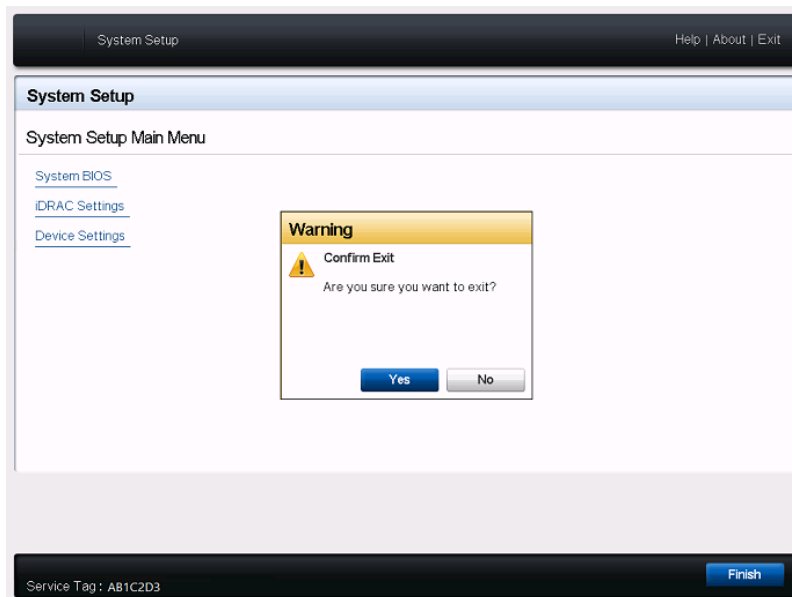 System Setup
Help | About | Exit
System Setup
System Setup Main Menu
System BIOS
iDRAC Settings
Device Settings
Warning
Confirm Exit
Are you sure you want to exit?
Yes
No
Finish
Service Tag : AB1C2D3